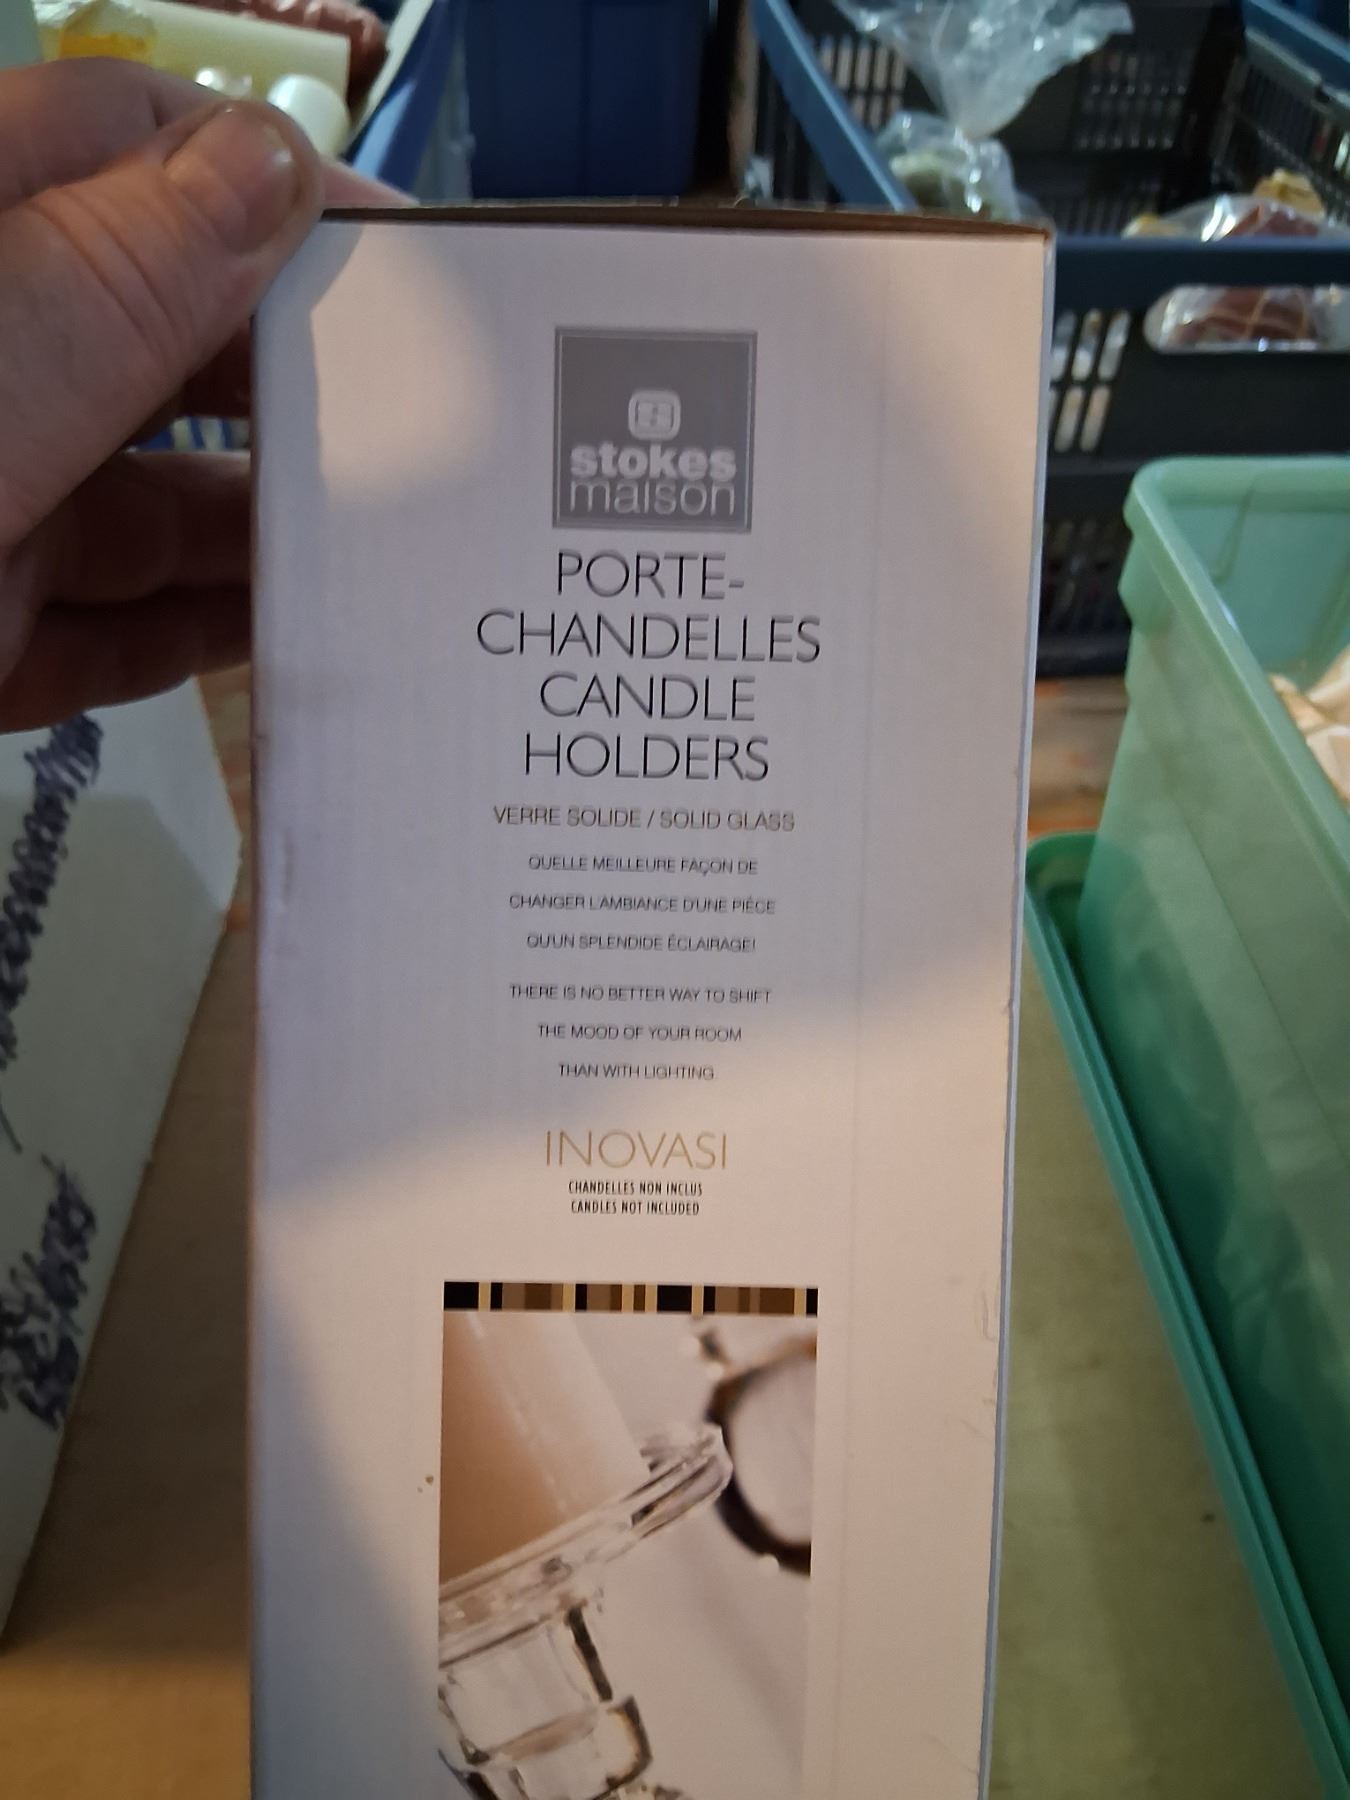 stokes
maison
PORTE-
CHANDELLES
CANDLE
HOLDERS
VERRE SOLIDE / SOLID GLASS
QUELLE MEILLEURE FAÇON DE
CHANGER L'AMBIANCE D'UNE PIÉCE
QU'UN SPLENDIDE ÉCLAIRAGE!
THERE IS NO BETTER WAY TO SHIFT
THE MOOD OF YOUR ROOM
THAN WITH LIGHTING
INOVASI
CHANDELLES NON INCLUS
CANDLES NOT INCLUDED